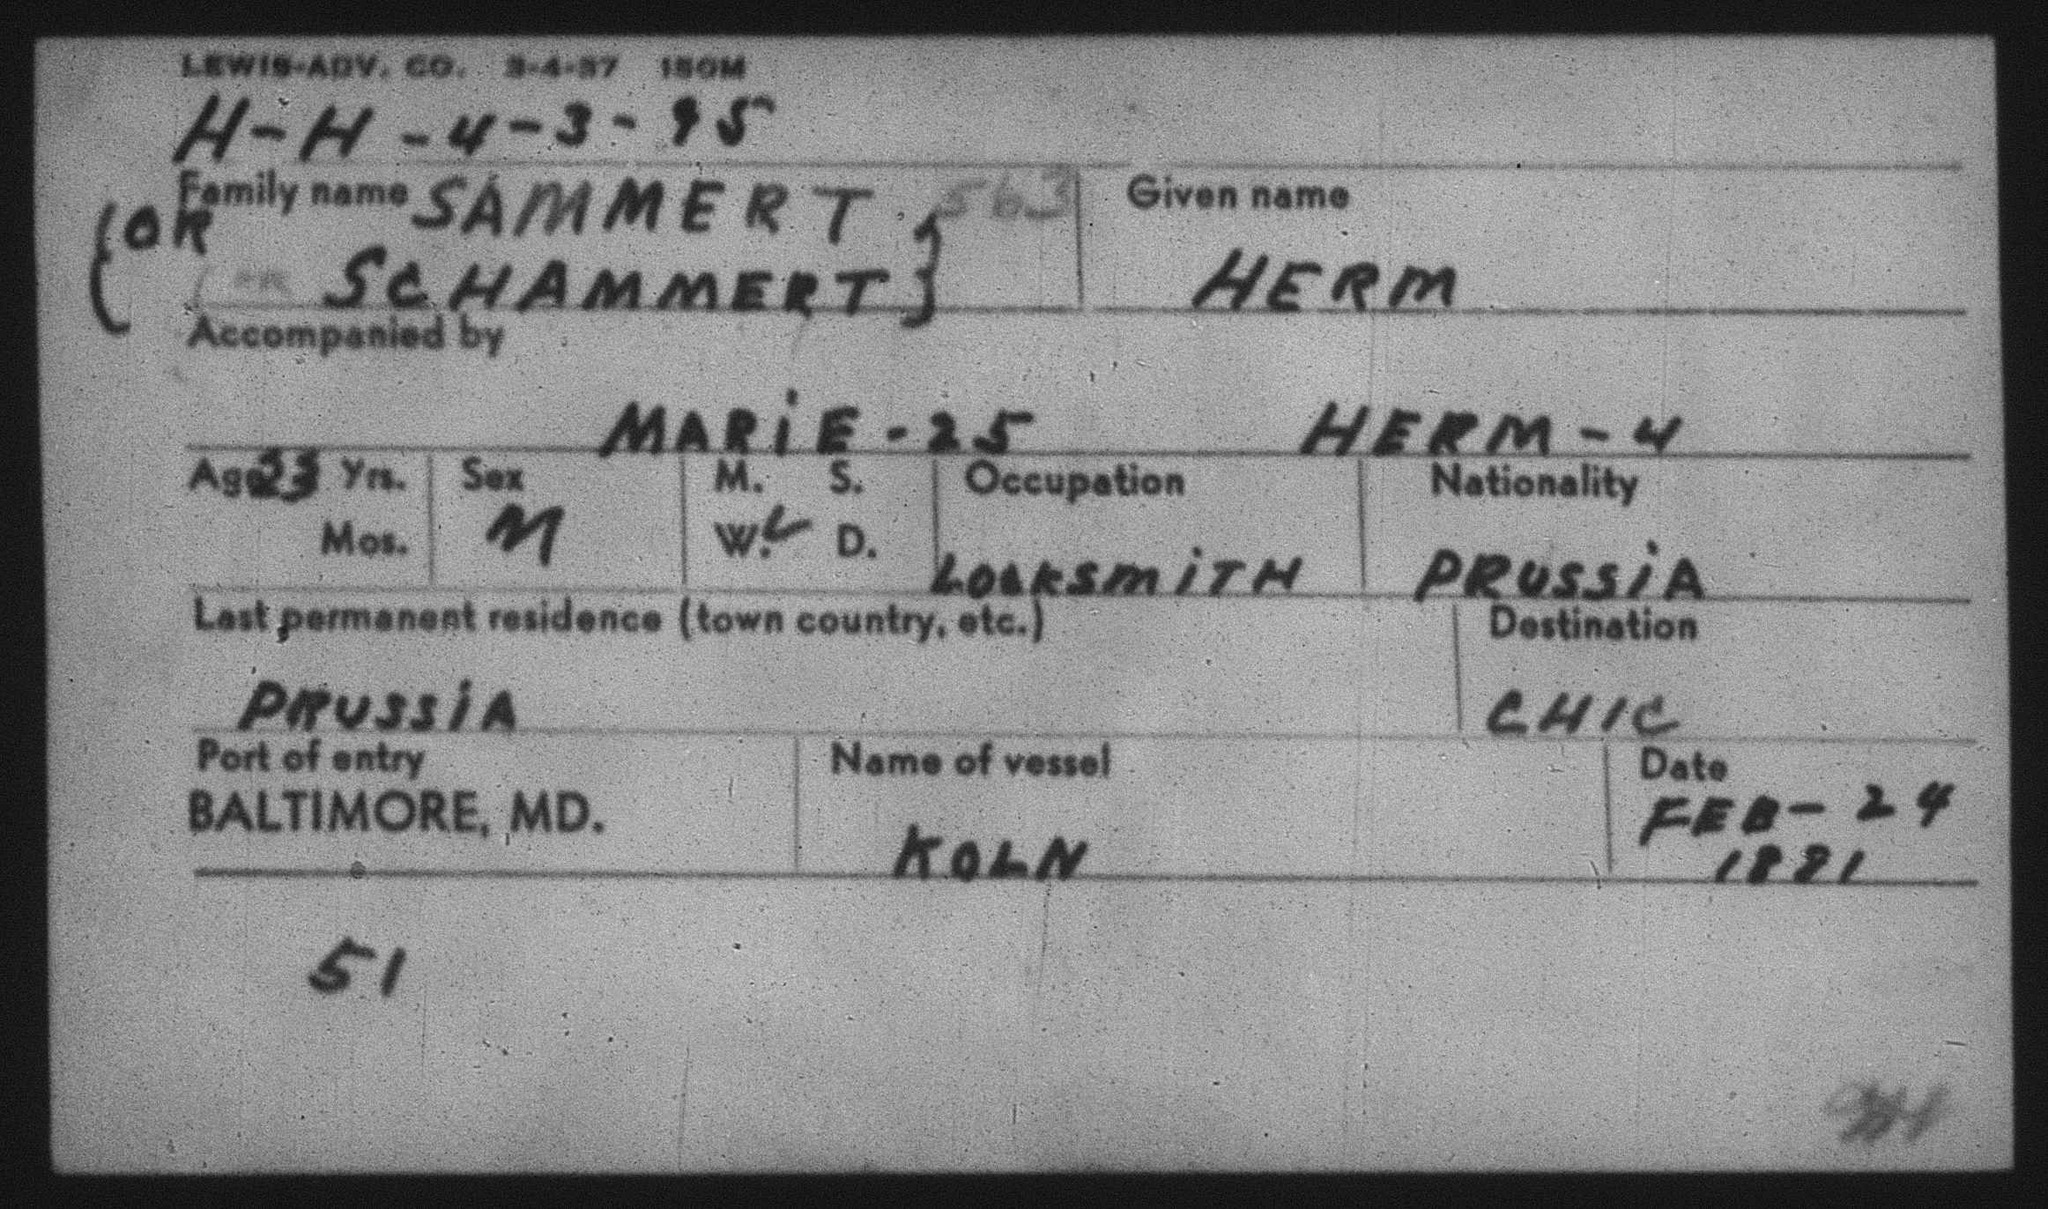 LEWIS-ADV. CO. 3-4-37 150M
H-H-4-3-95
Family name SAMMERT 563 Given name
(OR SCHAMMERT} HERM
Accompanied by
MARIE-25 HERM-4
Age 23 Yrs. Sex M. S. Occupation Nationality
Mos. M W. D. LOCKSMITH PRUSSIA
Last permanent residence (town country, etc.) Destination
PRUSSIA CHIC
Port of entry Name of vessel Date
BALTIMORE, MD. KOLN FEB-24
1881
51